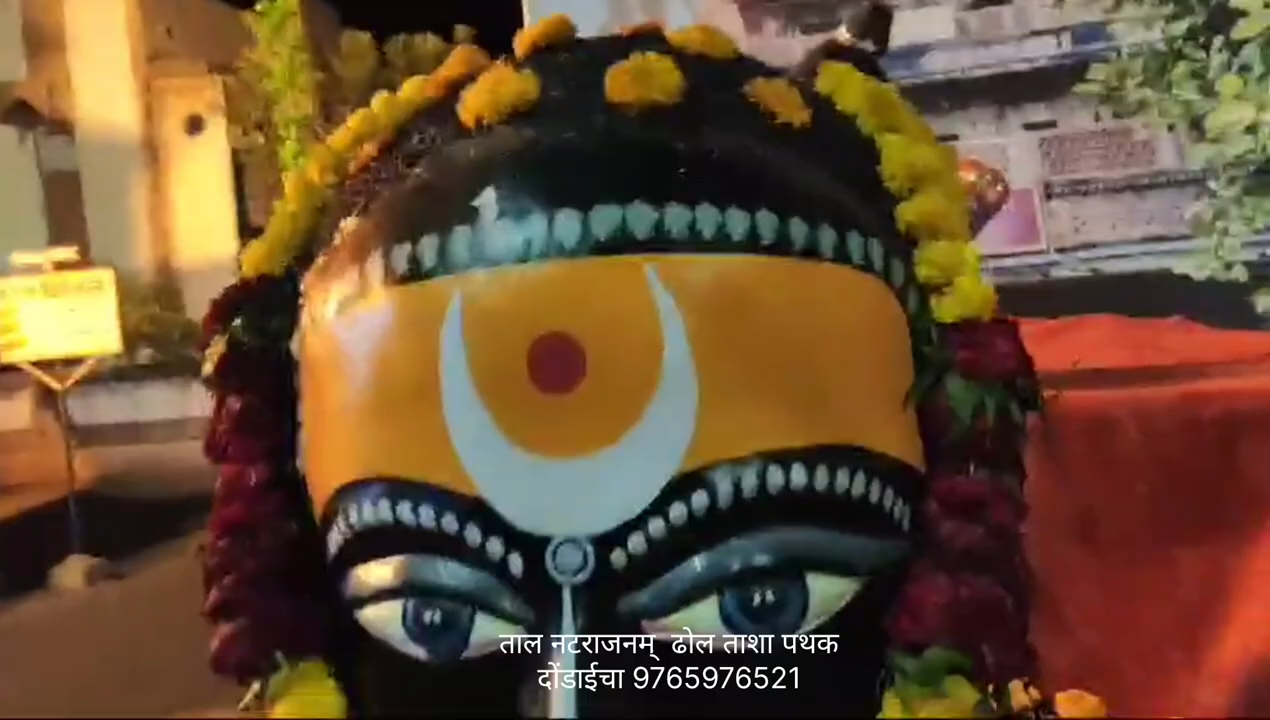 ताल नटराजनम्  ढोल ताशा पथक
दोंडाईचा 9765976521